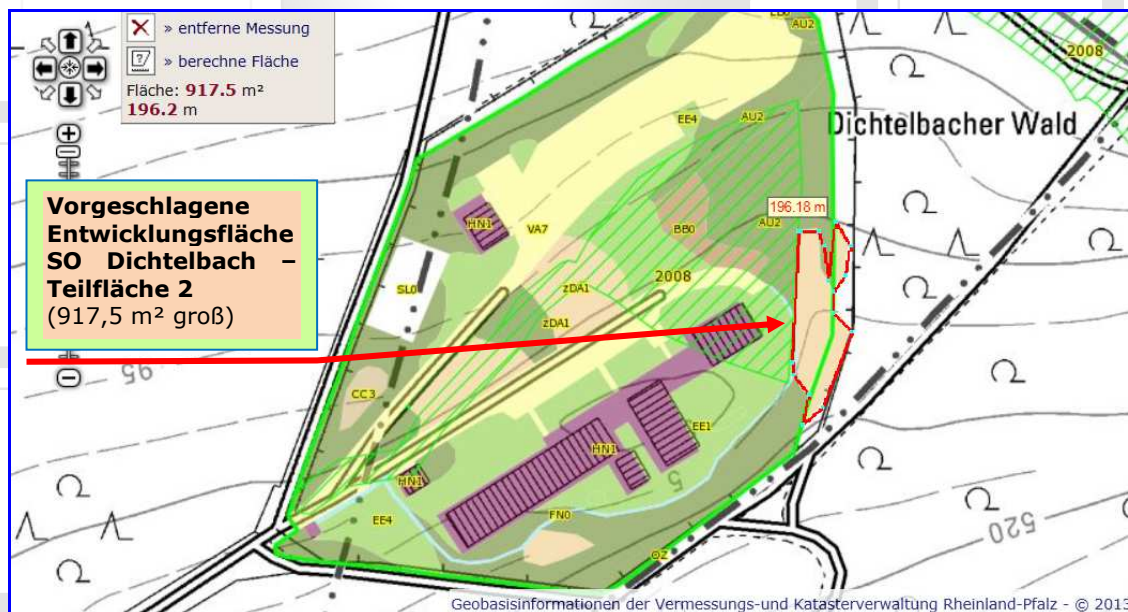 » entferne Messung
» berechne Fläche
Fläche: 917.5 m²
196.2 m
Vorgeschlagene
Entwicklungsfläche
SO Dichtelbach –
Teilfläche 2
(917,5 m² groß)
AU2
2008
EE4
AU2
Dichtelbacher Wald
196.18 m
HN1
VA7
BB0
AU2
2008
SL0
zDA1
zDA1
95
CC3
EE1
HN1
HN1
5
FN0
EE4
520
OZ
Geobasisinformationen der Vermessungs-und Katasterverwaltung Rheinland-Pfalz - © 2013